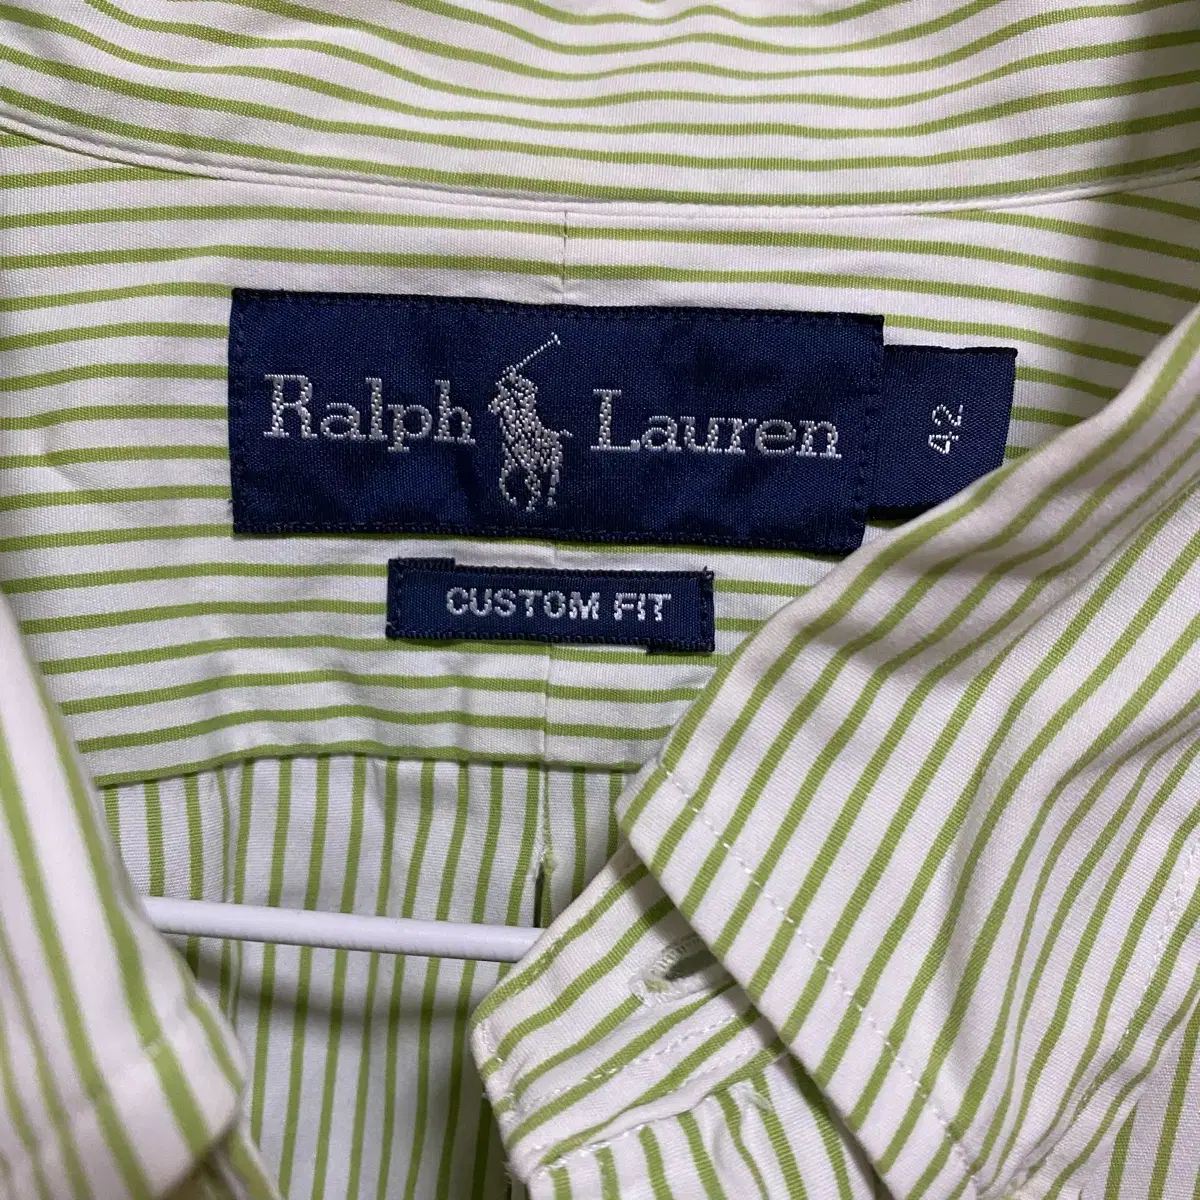 Ralph Lauren
42
CUSTOM FIT